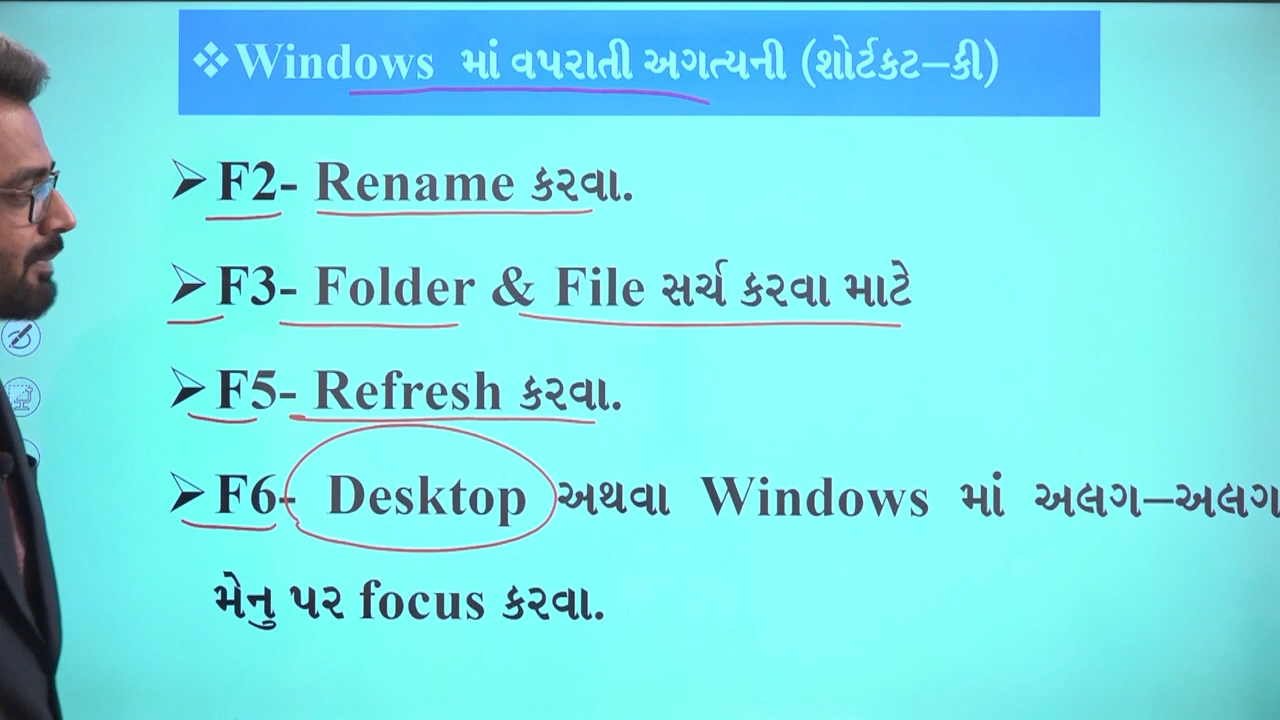 ❖Windows માં વપરાતી અગત્યની (શોર્ટકટ–કી)
➢F2- Rename કરવા.
➢F3- Folder & File સર્ચ કરવા માટે
➢F5- Refresh કરવા.
➢F6- Desktop અથવા Windows માં અલગ–અલગ
મેનુ પર focus કરવા.